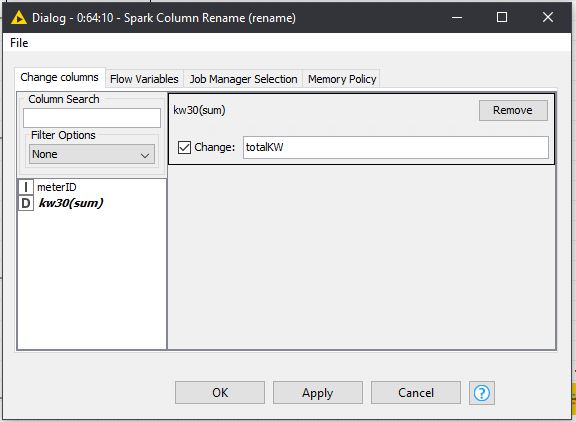 Dialog - 0:64:10 - Spark Column Rename (rename)
File
Change columns Flow Variables Job Manager Selection Memory Policy
Column Search
Filter Options
None
I meterID
D kw30(sum)
kw30(sum)
Remove
Change: totalKW
OK Apply Cancel ?